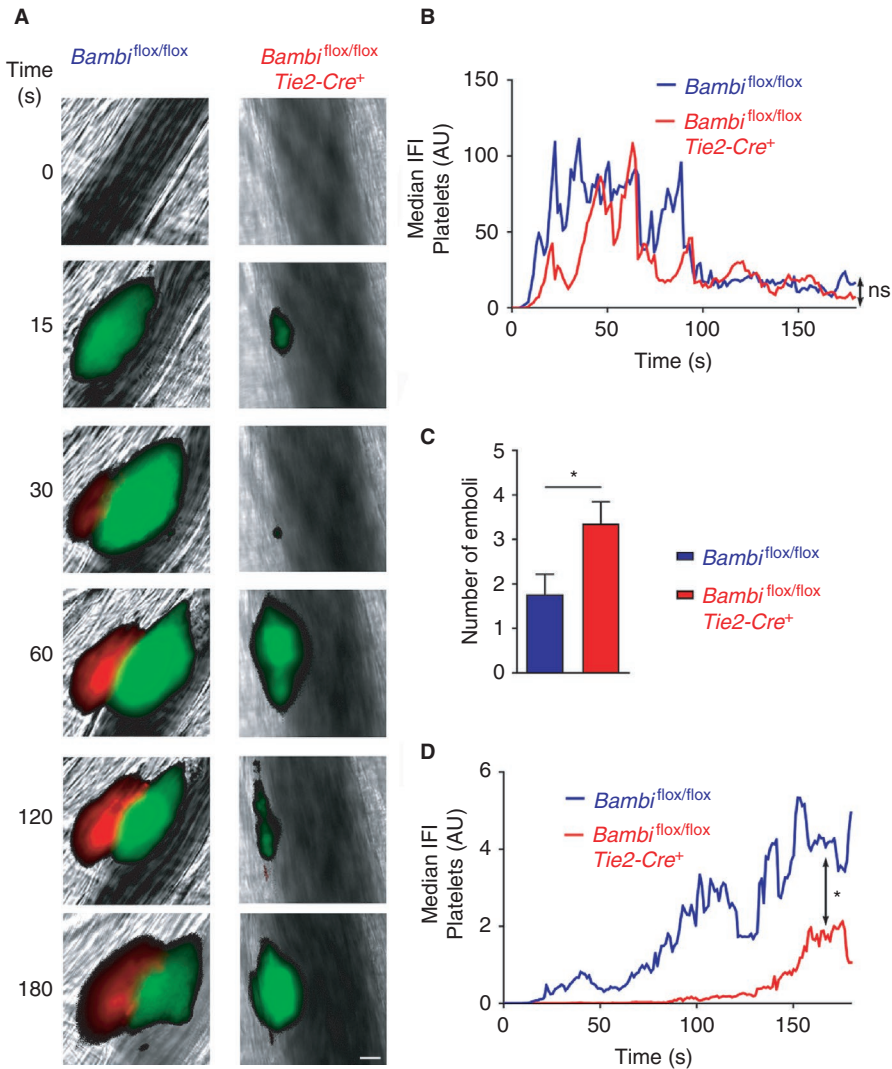 A
Time
(s)
Bambi flox/flox
Bambi flox/flox
Tie2-Cre+
0
15
30
60
120
180
B
Median IFI
Platelets (AU)
150
100
50
0
Bambi flox/flox
Bambi flox/flox
Tie2-Cre+
ns
0 50 100 150
Time (s)
C
Number of emboli
5
4
3
2
1
0
*
Bambi flox/flox
Bambi flox/flox
Tie2-Cre+
D
Median IFI
Platelets (AU)
6
4
2
0
Bambi flox/flox
Bambi flox/flox
Tie2-Cre+
*
0 50 100 150
Time (s)